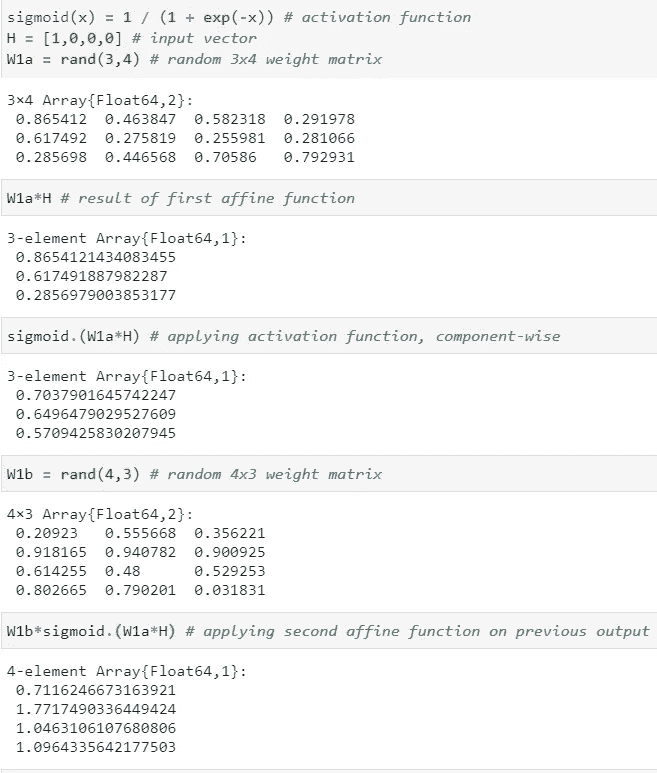 sigmoid(x) = 1 / (1 + exp(-x)) # activation function
H = [1,0,0,0] # input vector
W1a = rand(3,4) # random 3x4 weight matrix
3×4 Array{Float64,2}:
0.865412 0.463847 0.582318 0.291978
0.617492 0.275819 0.255981 0.281066
0.285698 0.446568 0.70586 0.792931
W1a*H # result of first affine function
3-element Array{Float64,1}:
0.8654121434083455
0.617491887982287
0.2856979003853177
sigmoid.(W1a*H) # applying activation function, component-wise
3-element Array{Float64,1}:
0.7037901645742247
0.6496479029527609
0.5709425830207945
W1b = rand(4,3) # random 4x3 weight matrix
4×3 Array{Float64,2}:
0.20923 0.555668 0.356221
0.918165 0.940782 0.900925
0.614255 0.48 0.529253
0.802665 0.790201 0.031831
W1b*sigmoid.(W1a*H) # applying second affine function on previous output
4-element Array{Float64,1}:
0.7116246673163921
1.7717490336449424
1.0463106107680806
1.0964335642177503